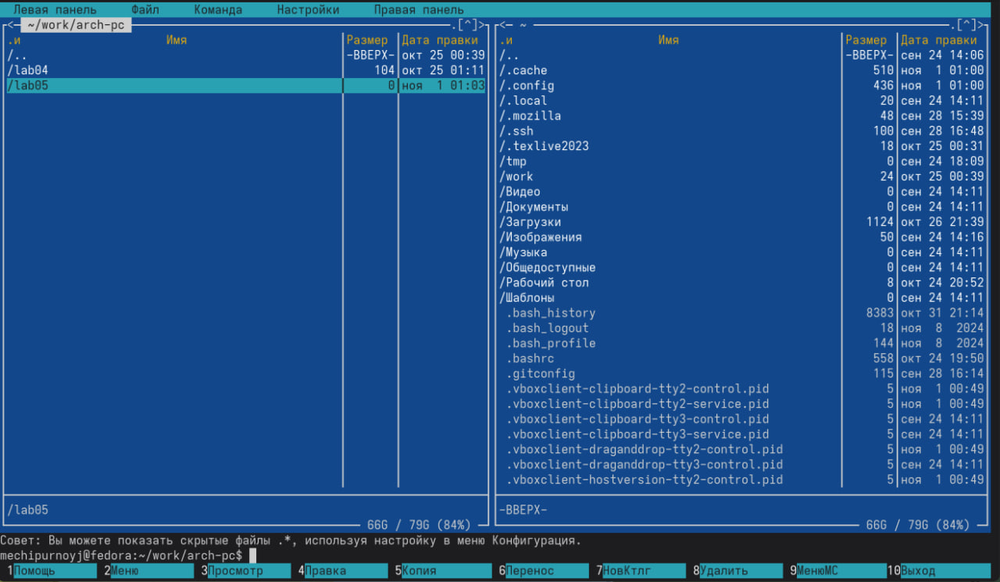 Левая панель Файл Команда Настройки Правая панель
<─ ~/work/arch-pc .[^]> <─ ~ .[^]>
.и Имя Размер Дата правки .и Имя Размер Дата правки
/.. -ВВЕРХ- окт 25 00:39 /.. -ВВЕРХ- сен 24 14:06
/lab04 104 окт 25 01:11 /.cache 510 ноя 1 01:00
/lab05 0 ноя 1 01:03 /.config 436 ноя 1 01:00
/.local 20 сен 24 14:11
/.mozilla 48 сен 28 15:39
/.ssh 100 сен 28 16:48
/.texlive2023 18 окт 25 00:31
/tmp 0 сен 24 18:09
/work 24 окт 25 00:39
/Видео 0 сен 24 14:11
/Документы 0 сен 24 14:11
/Загрузки 1124 окт 26 21:39
/Изображения 50 сен 24 14:16
/Музыка 0 сен 24 14:11
/Общедоступные 0 сен 24 14:11
/Рабочий стол 8 окт 24 20:52
/Шаблоны 0 сен 24 14:11
.bash_history 8383 окт 31 21:14
.bash_logout 18 ноя 8 2024
.bash_profile 144 ноя 8 2024
.bashrc 558 окт 24 19:50
.gitconfig 115 сен 28 16:14
.vboxclient-clipboard-tty2-control.pid 5 ноя 1 00:49
.vboxclient-clipboard-tty2-service.pid 5 ноя 1 00:49
.vboxclient-clipboard-tty3-control.pid 5 сен 24 14:11
.vboxclient-clipboard-tty3-service.pid 5 сен 24 14:11
.vboxclient-draganddrop-tty2-control.pid 5 ноя 1 00:49
.vboxclient-draganddrop-tty3-control.pid 5 сен 24 14:11
.vboxclient-hostversion-tty2-control.pid 5 ноя 1 00:49
/lab05 -ВВЕРХ-
66G / 79G (84%) 66G / 79G (84%)
Совет: Вы можете показать скрытые файлы .*, используя настройку в меню Конфигурация.
mechipurnoyj@fedora:~/work/arch-pc$
1Помощь 2Меню 3Просмотр 4Правка 5Копия 6Перенос 7НовКтлг 8Удалить 9МенюМС 10Выход